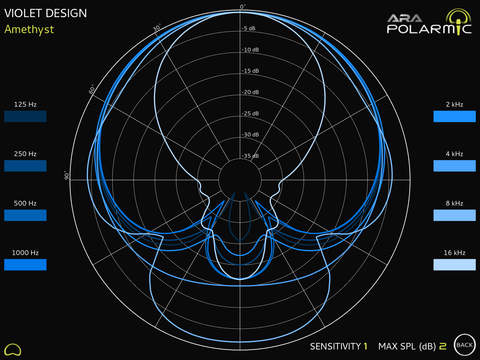 VIOLET DESIGN
Amethyst
ARA
POLARMIC
0°
30°
60°
90°
-5 dB
-10 dB
-15 dB
-20 dB
-25 dB
-30 dB
-35 dB
125 Hz
250 Hz
500 Hz
1000 Hz
2 kHz
4 kHz
8 kHz
16 kHz
SENSITIVITY 1 MAX SPL (dB) 2 BACK